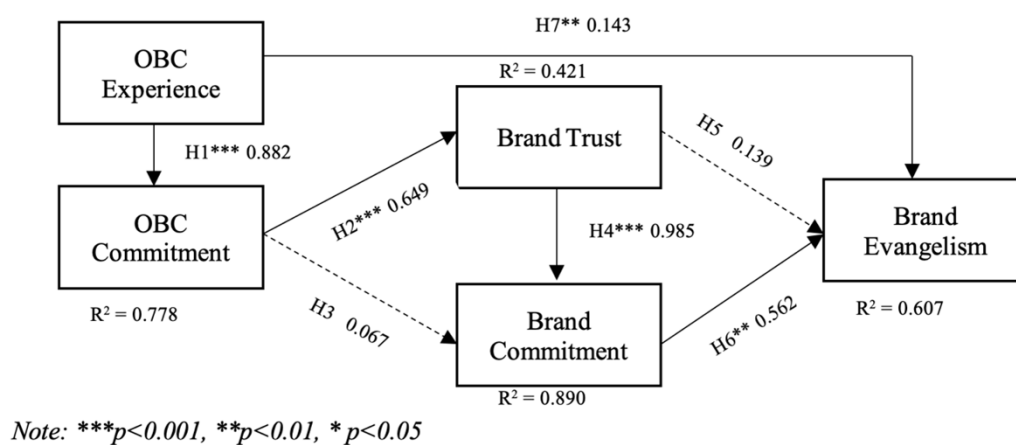 H7** 0.143
OBC
Experience
R² = 0.421
H1*** 0.882
Brand Trust
H5 0.139
OBC
Commitment
H2*** 0.649
H4*** 0.985
Brand
Evangelism
R² = 0.778
H3 0.067
Brand
Commitment
H6** 0.562
R² = 0.607
R² = 0.890
Note: ***p<0.001, **p<0.01, * p<0.05